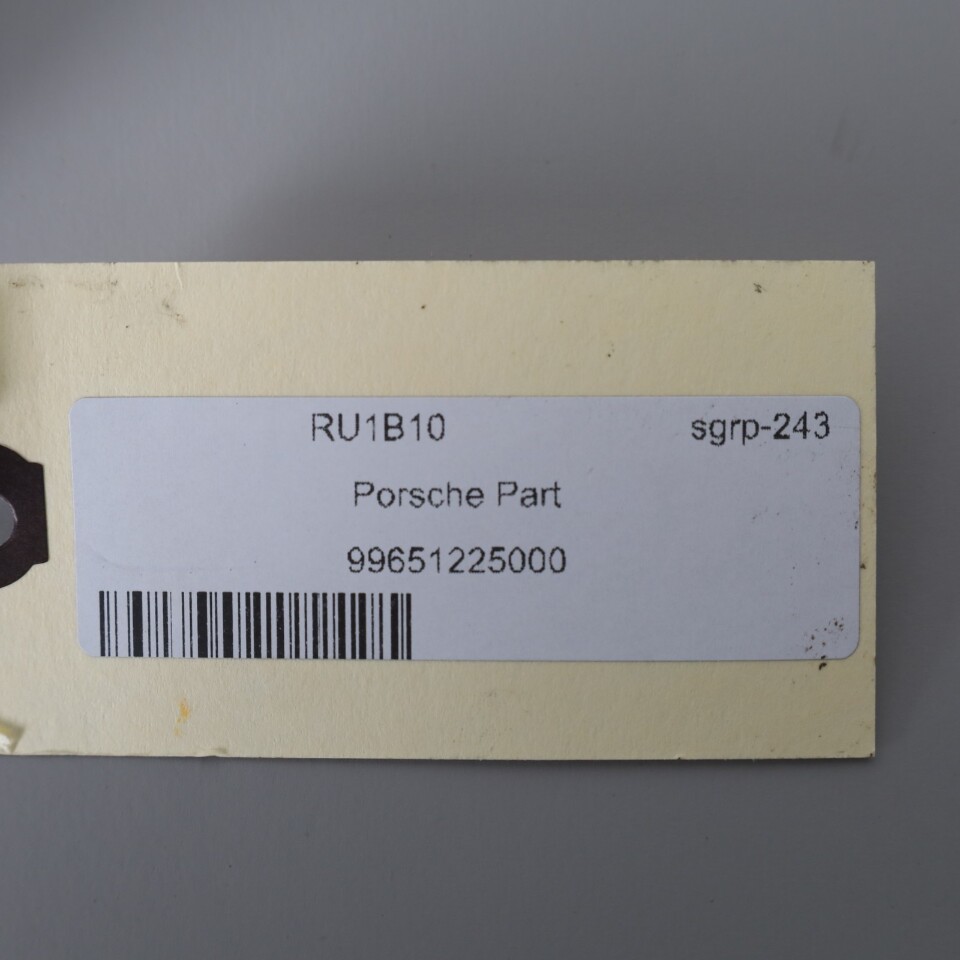 RU1B10 sgrp-243
Porsche Part
99651225000